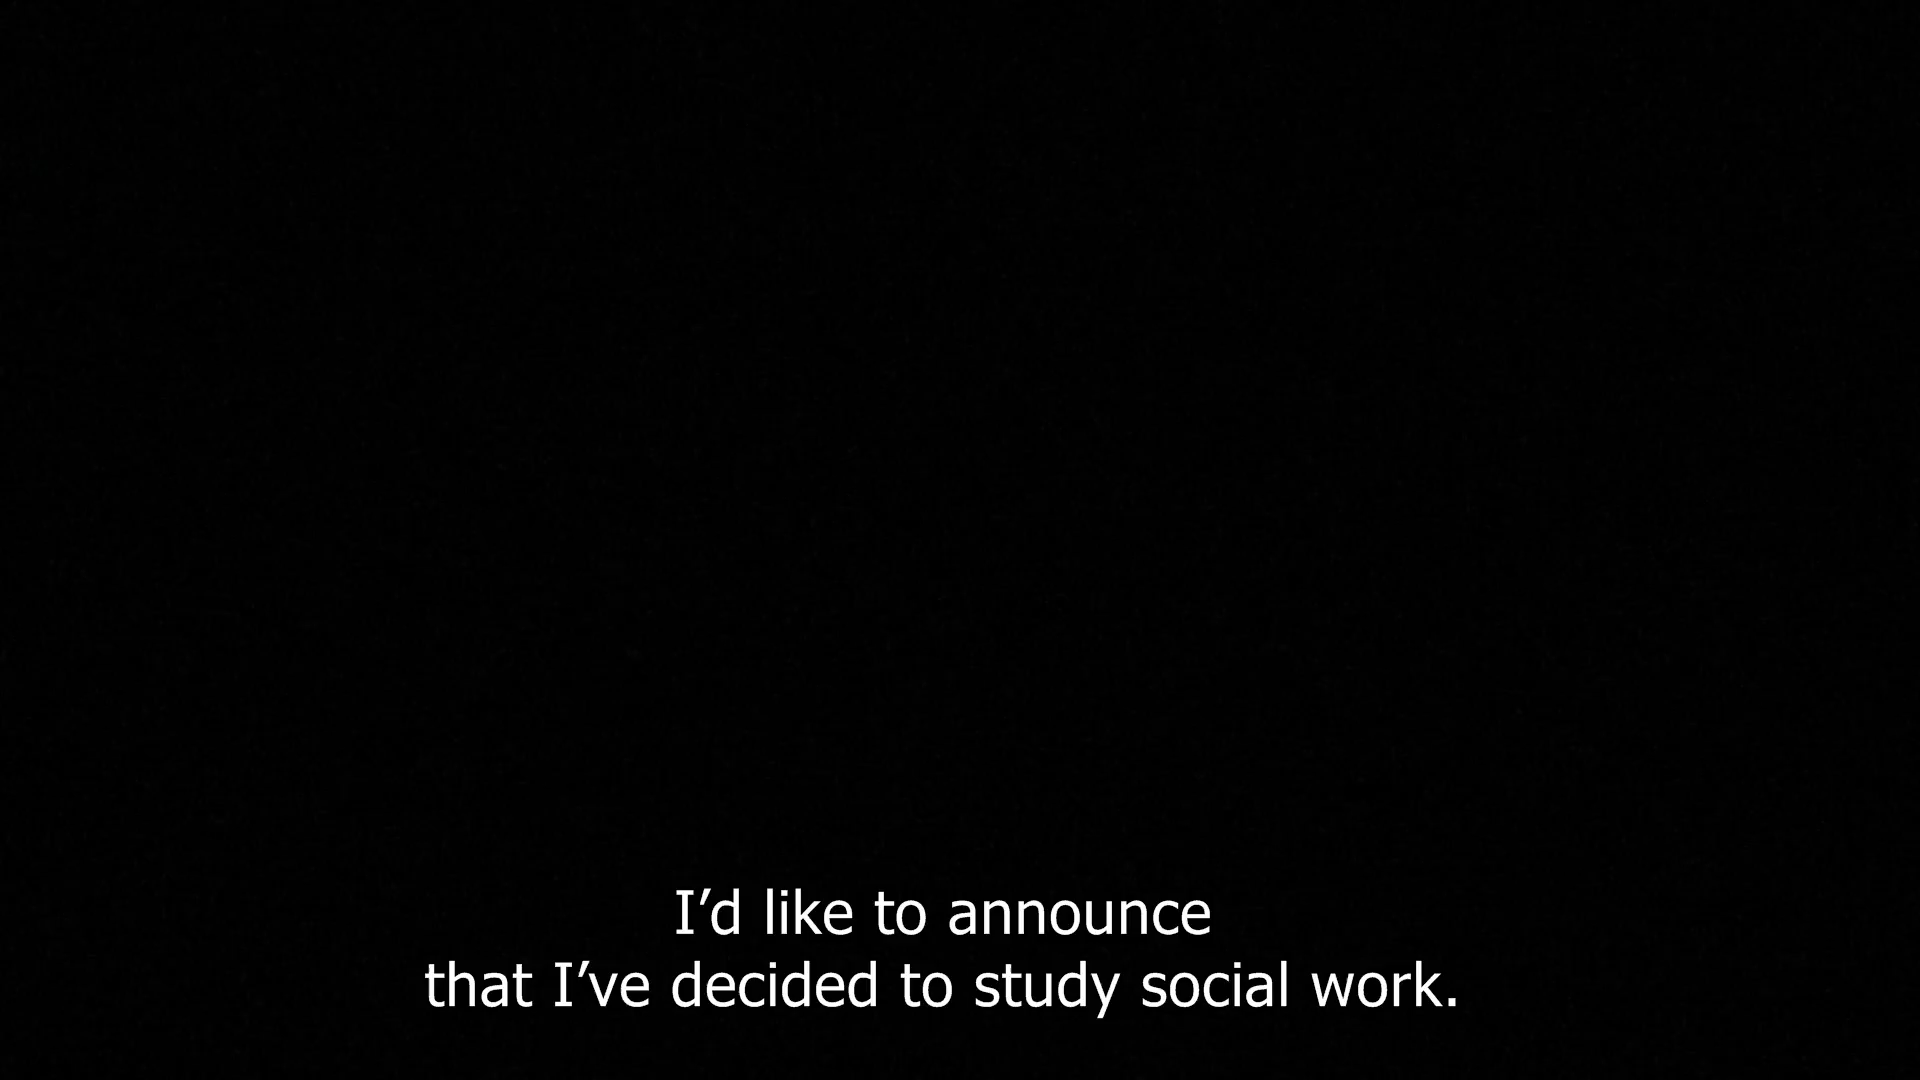 I’d like to announce
that I’ve decided to study social work.